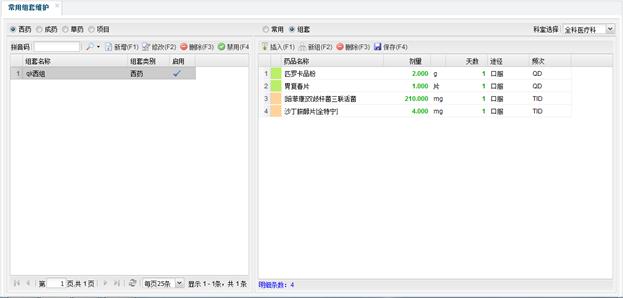 常用组套维护
西药 成药 草药 项目
常用 组套
科室选择 全科医疗科
拼音码 新增(F1) 修改(F2) 删除(F3) 禁用(F4
插入(F1) 新组(F2) 删除(F3) 保存(F4)
组套名称 组套类别 启用
1 qk西组 西药
药品名称 剂量 天数 途径 频次
1 匹罗卡品粉 2.000 g 1 口服 QD
2 胃复春片 1.000 片 1 口服 QD
3 [培菲康]双歧杆菌三联活菌 210.000 mg 1 口服 TID
4 沙丁胺醇片[全特宁] 4.000 mg 1 口服 TID
第 1 页,共 1 页 每页25条 显示 1 - 1条，共 1 条
明细条数： 4